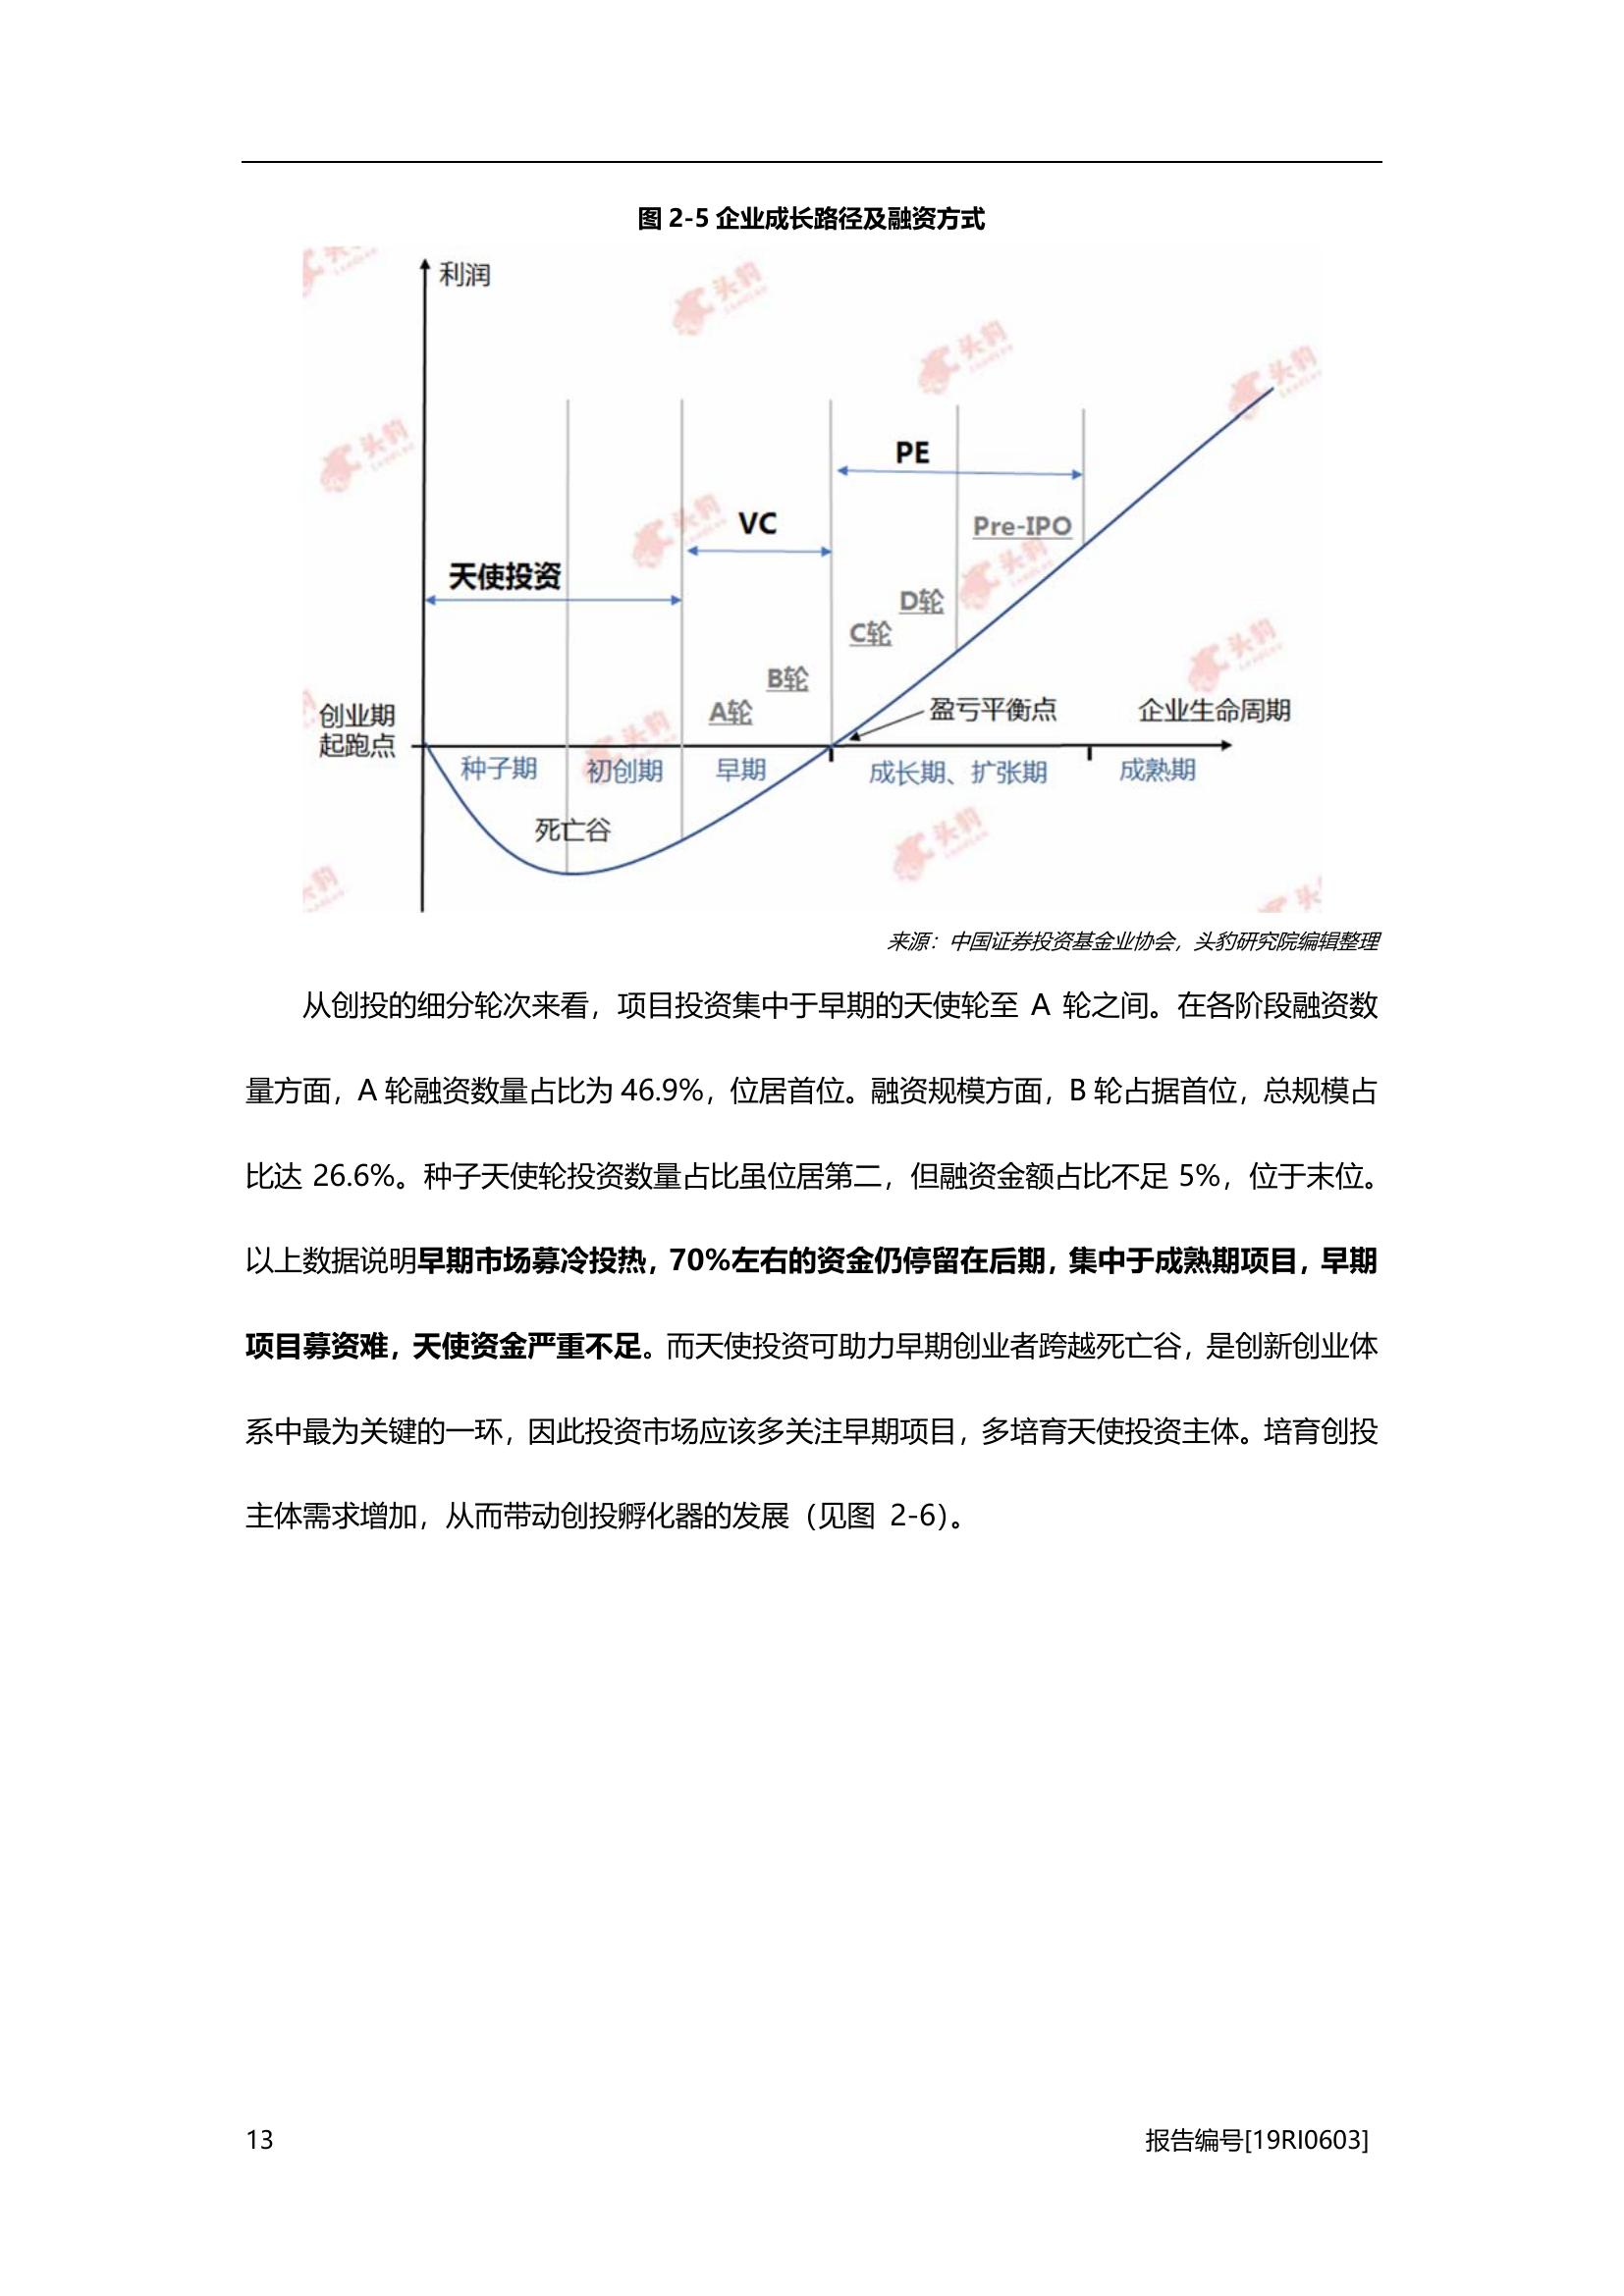 图 2-5 企业成长路径及融资方式
利润
PE
VC
Pre-IPO
天使投资
D轮
C轮
B轮
A轮
创业期
起跑点
盈亏平衡点
企业生命周期
种子期
初创期
早期
成长期、扩张期
成熟期
死亡谷
头豹
来源：中国证券投资基金业协会，头豹研究院编辑整理
从创投的细分轮次来看，项目投资集中于早期的天使轮至 A 轮之间。在各阶段融资数
量方面，A 轮融资数量占比为 46.9%，位居首位。融资规模方面，B 轮占据首位，总规模占
比达 26.6%。种子天使轮投资数量占比虽位居第二，但融资金额占比不足 5%，位于末位。
以上数据说明早期市场募冷投热，70%左右的资金仍停留在后期，集中于成熟期项目，早期
项目募资难，天使资金严重不足。而天使投资可助力早期创业者跨越死亡谷，是创新创业体
系中最为关键的一环，因此投资市场应该多关注早期项目，多培育天使投资主体。培育创投
主体需求增加，从而带动创投孵化器的发展（见图 2-6）。
13
报告编号[19RI0603]